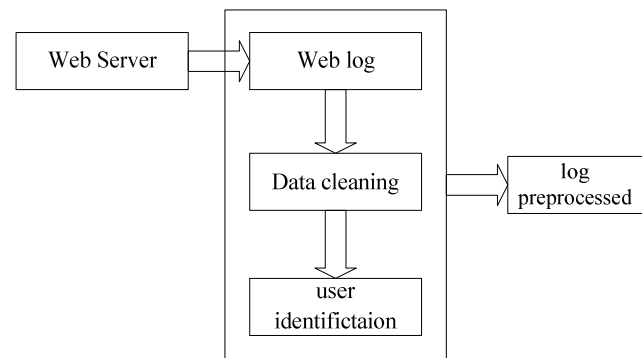 Web Server
Web log
Data cleaning
user
identifictaion
log
preprocessed